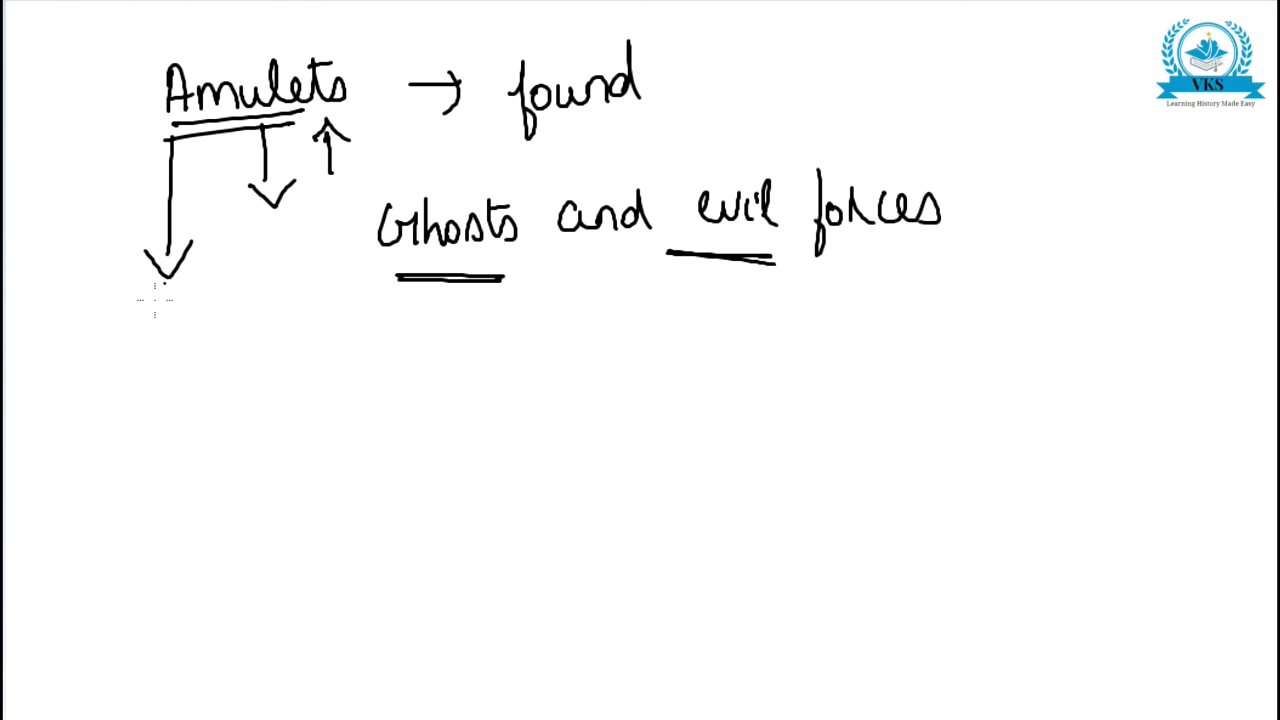 Amulets → found
Ghosts and evil forces
VKS
Learning History Made Easy